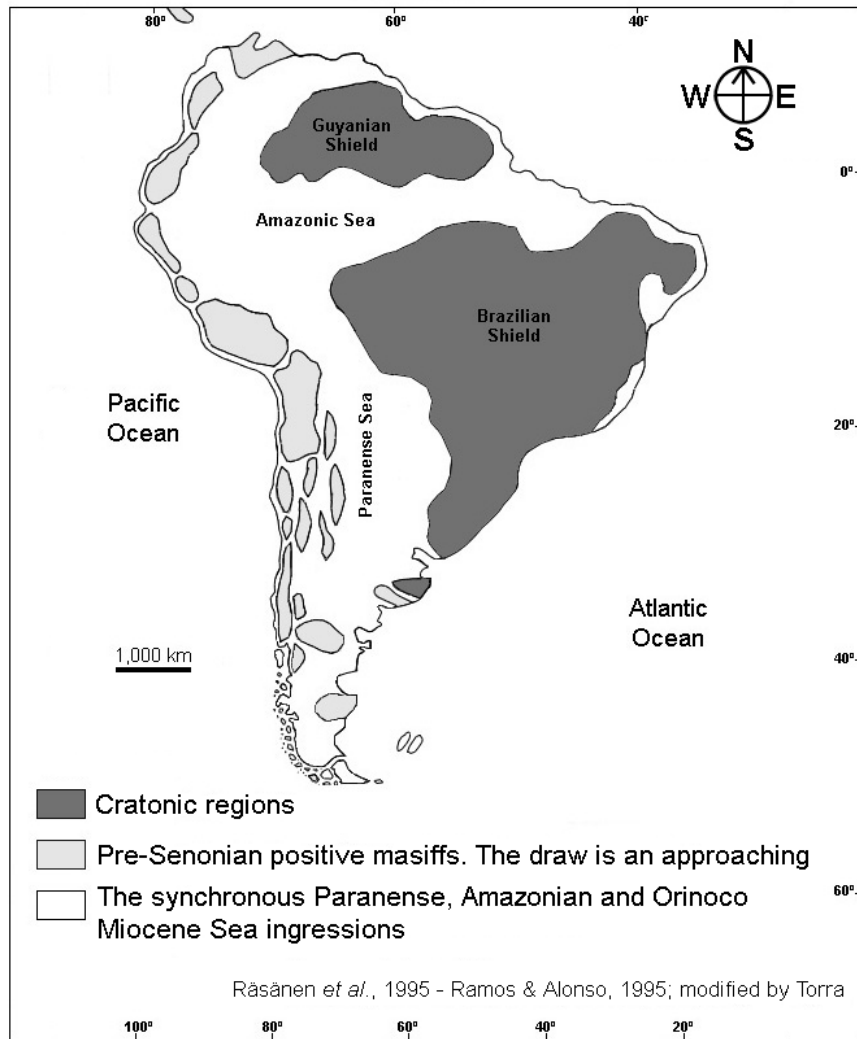 80°
60°
40°
N
W E
S
Guyanian
Shield
0°
Amazonic Sea
Brazilian
Shield
Pacific
Ocean
Paranense Sea
20°
Atlantic
Ocean
1,000 km
40°
Cratonic regions
Pre-Senonian positive masiffs. The draw is an approaching
The synchronous Paranense, Amazonian and Orinoco
Miocene Sea ingressions
60°
Räsänen et al., 1995 - Ramos & Alonso, 1995; modified by Torra
100° 80° 60° 40° 20°